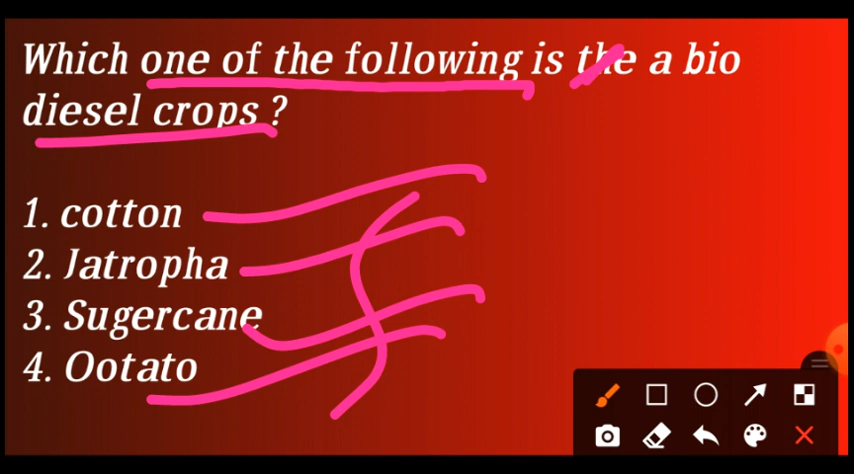 Which one of the following is the a bio
diesel crops ?
1. cotton
2. Jatropha
3. Sugercane
4. Ootato